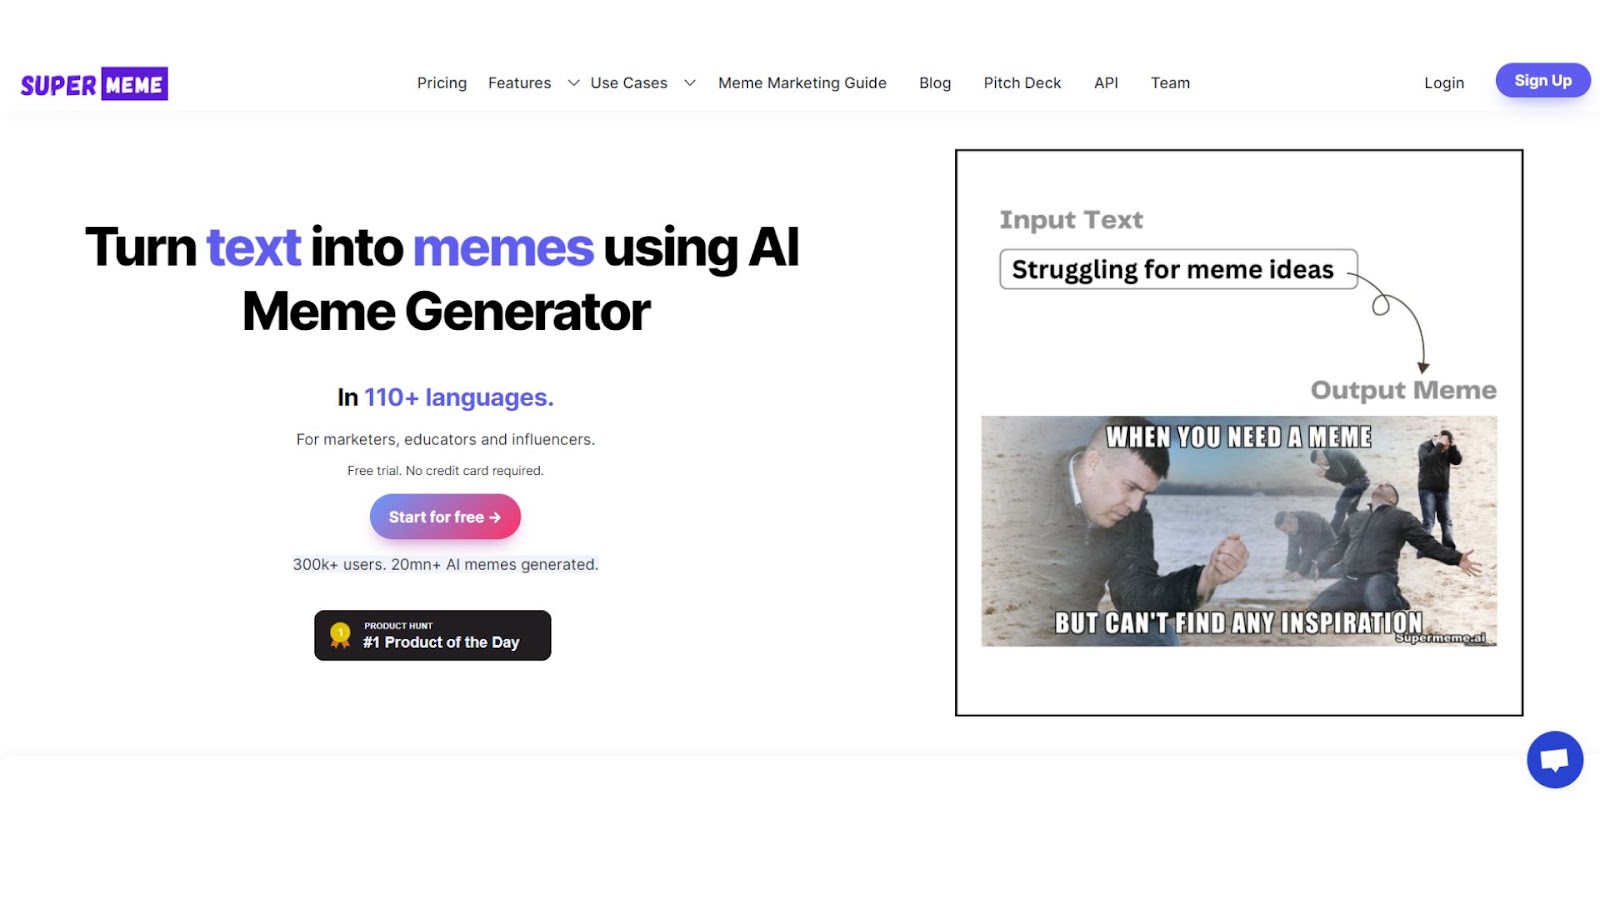 SUPER MEME
Pricing Features Use Cases Meme Marketing Guide Blog Pitch Deck API Team Login Sign Up
Turn text into memes using AI
Meme Generator
In 110+ languages.
For marketers, educators and influencers.
Free trial. No credit card required.
Start for free →
300k+ users. 20mn+ AI memes generated.
1
PRODUCT HUNT
#1 Product of the Day
Input Text
Struggling for meme ideas
Output Meme
WHEN YOU NEED A MEME
BUT CAN'T FIND ANY INSPIRATION
Supermeme.ai